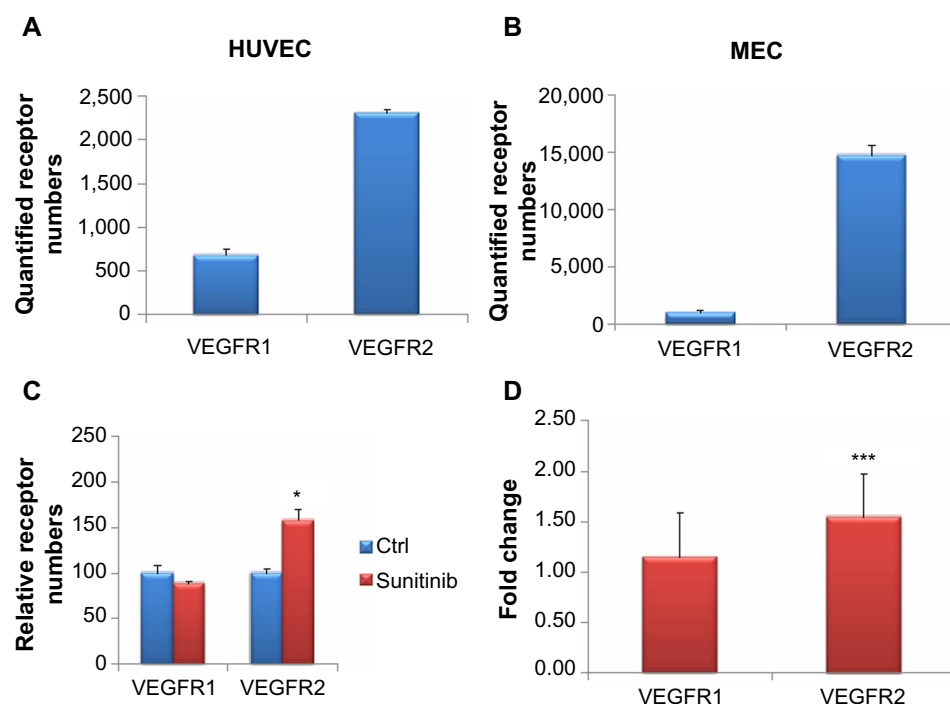 A
HUVEC
Quantified receptor
numbers
2,500
2,000
1,500
1,000
500
0
VEGFR1
VEGFR2
B
MEC
Quantified receptor
numbers
20,000
15,000
10,000
5,000
0
VEGFR1
VEGFR2
C
Relative receptor
numbers
250
200
150
100
50
0
*
VEGFR1
VEGFR2
Ctrl
Sunitinib
D
Fold change
2.50
2.00
1.50
1.00
0.50
0.00
***
VEGFR1
VEGFR2